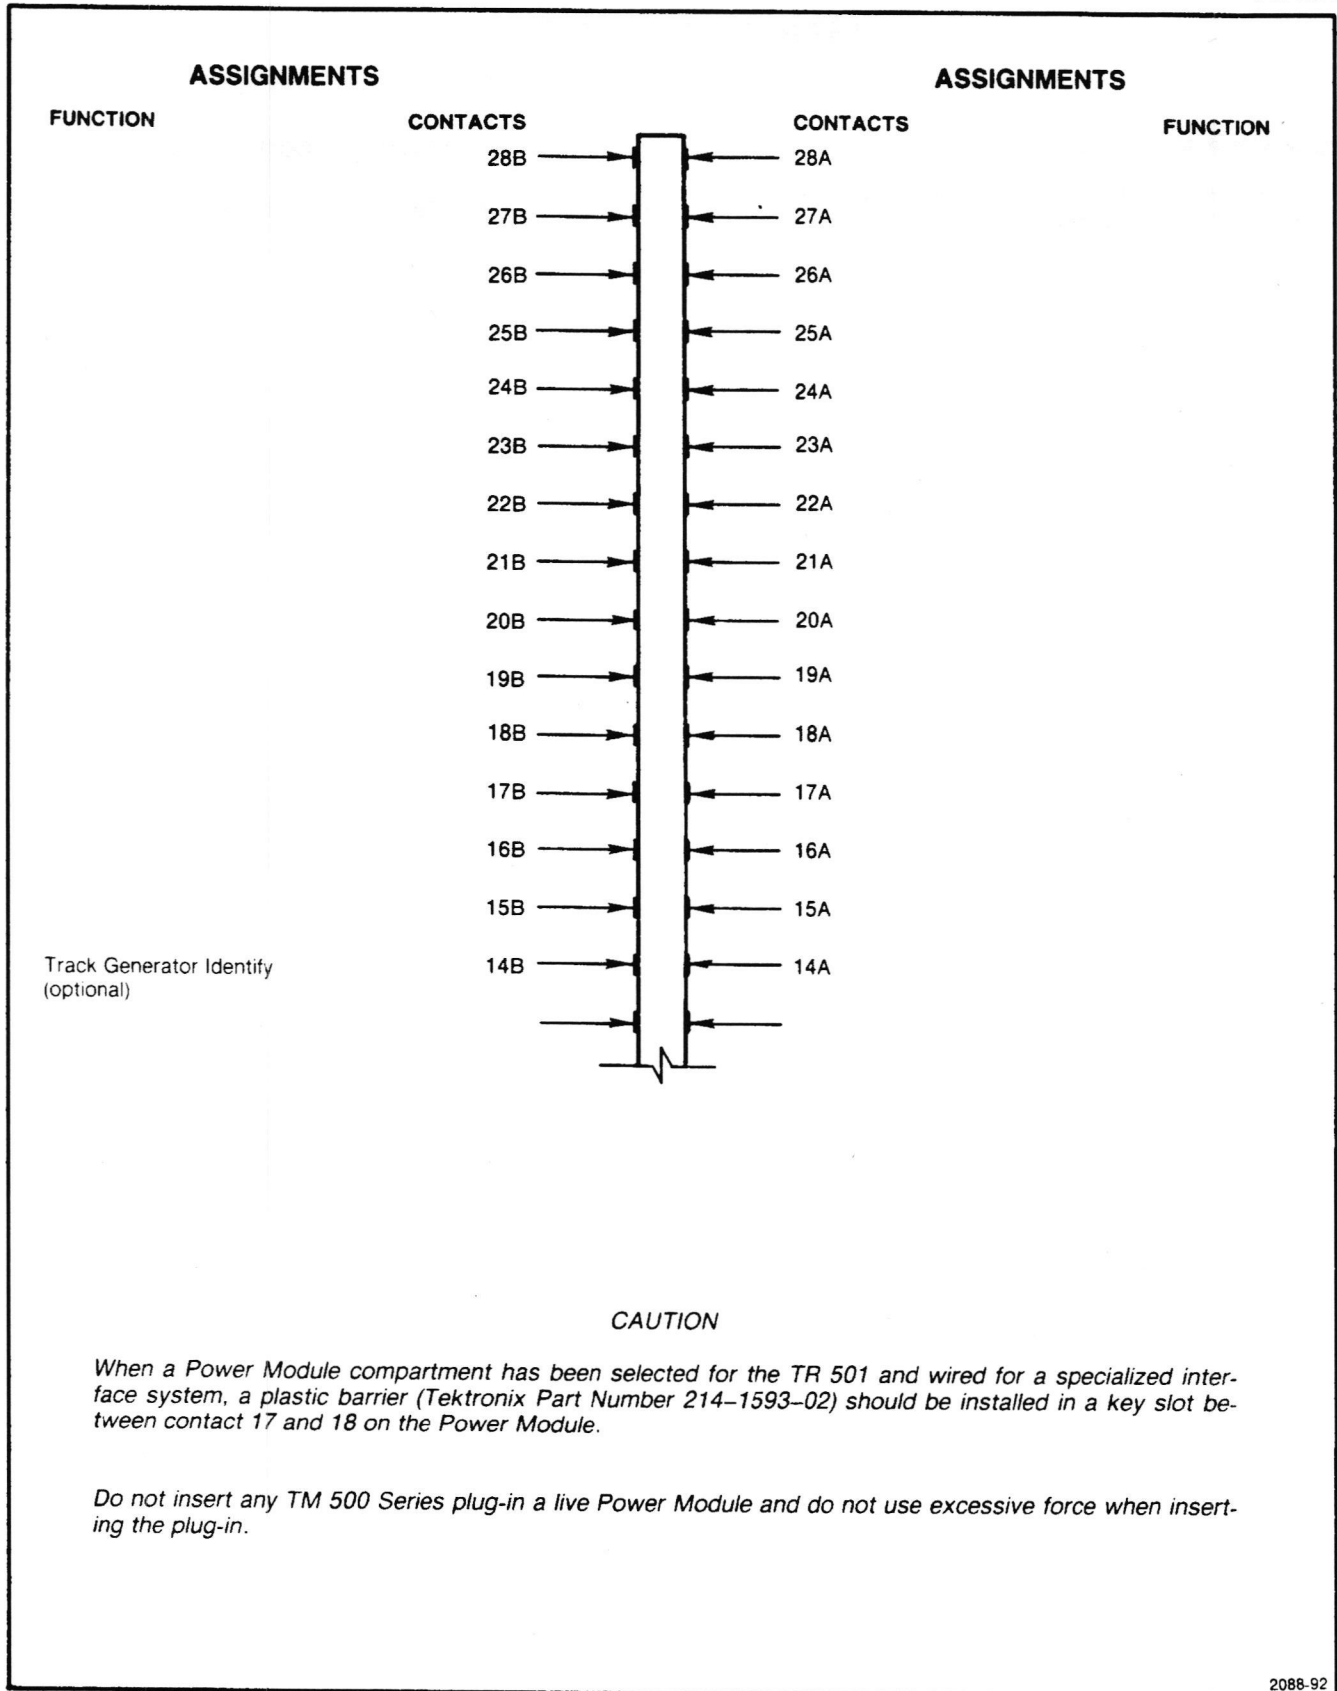 ASSIGNMENTS ASSIGNMENTS
FUNCTION CONTACTS CONTACTS FUNCTION
28B 28A
27B 27A
26B 26A
25B 25A
24B 24A
23B 23A
22B 22A
21B 21A
20B 20A
19B 19A
18B 18A
17B 17A
16B 16A
15B 15A
Track Generator Identify 14B 14A
(optional)
CAUTION
When a Power Module compartment has been selected for the TR 501 and wired for a specialized inter-
face system, a plastic barrier (Tektronix Part Number 214–1593–02) should be installed in a key slot be-
tween contact 17 and 18 on the Power Module.
Do not insert any TM 500 Series plug-in a live Power Module and do not use excessive force when insert-
ing the plug-in.
2088-92